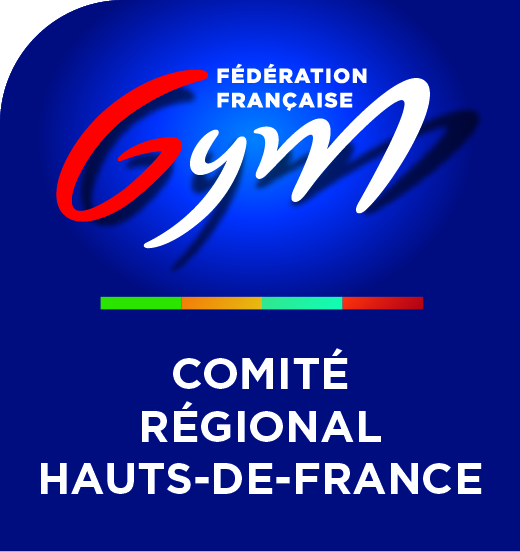 FÉDÉRATION
FRANÇAISE
Gym
COMITÉ
RÉGIONAL
HAUTS-DE-FRANCE